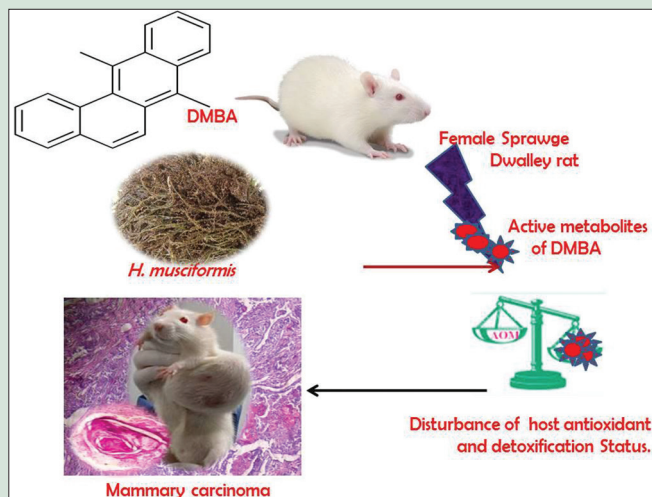 DMBA
Female Sprawge
Dwalley rat
Active metabolites
of DMBA
H. musciformis
AOM
Disturbance of host antioxidant
and detoxification Status.
Mammary carcinoma